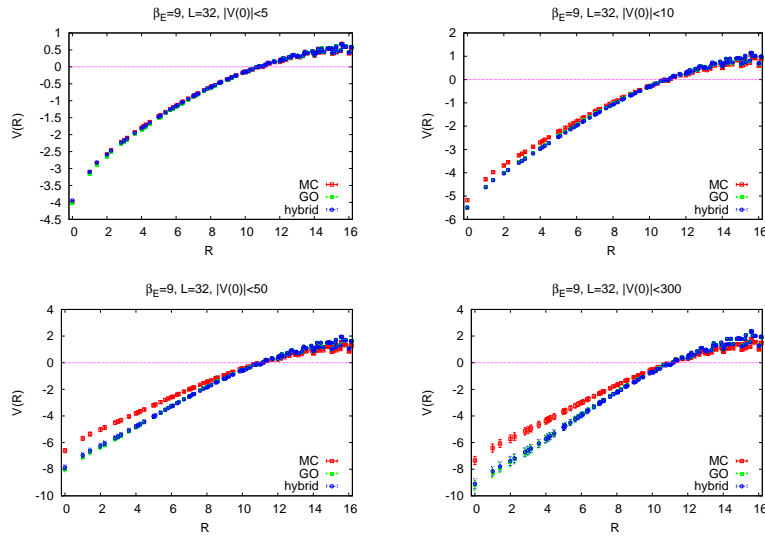 β_E=9, L=32, |V(0)|<5
V(R)
1
0.5
0
-0.5
-1
-1.5
-2
-2.5
-3
-3.5
-4
-4.5
0 2 4 6 8 10 12 14 16
R
MC
GO
hybrid
β_E=9, L=32, |V(0)|<10
V(R)
2
1
0
-1
-2
-3
-4
-5
-6
0 2 4 6 8 10 12 14 16
R
MC
GO
hybrid
β_E=9, L=32, |V(0)|<50
V(R)
4
2
0
-2
-4
-6
-8
-10
0 2 4 6 8 10 12 14 16
R
MC
GO
hybrid
β_E=9, L=32, |V(0)|<300
V(R)
4
2
0
-2
-4
-6
-8
-10
0 2 4 6 8 10 12 14 16
R
MC
GO
hybrid